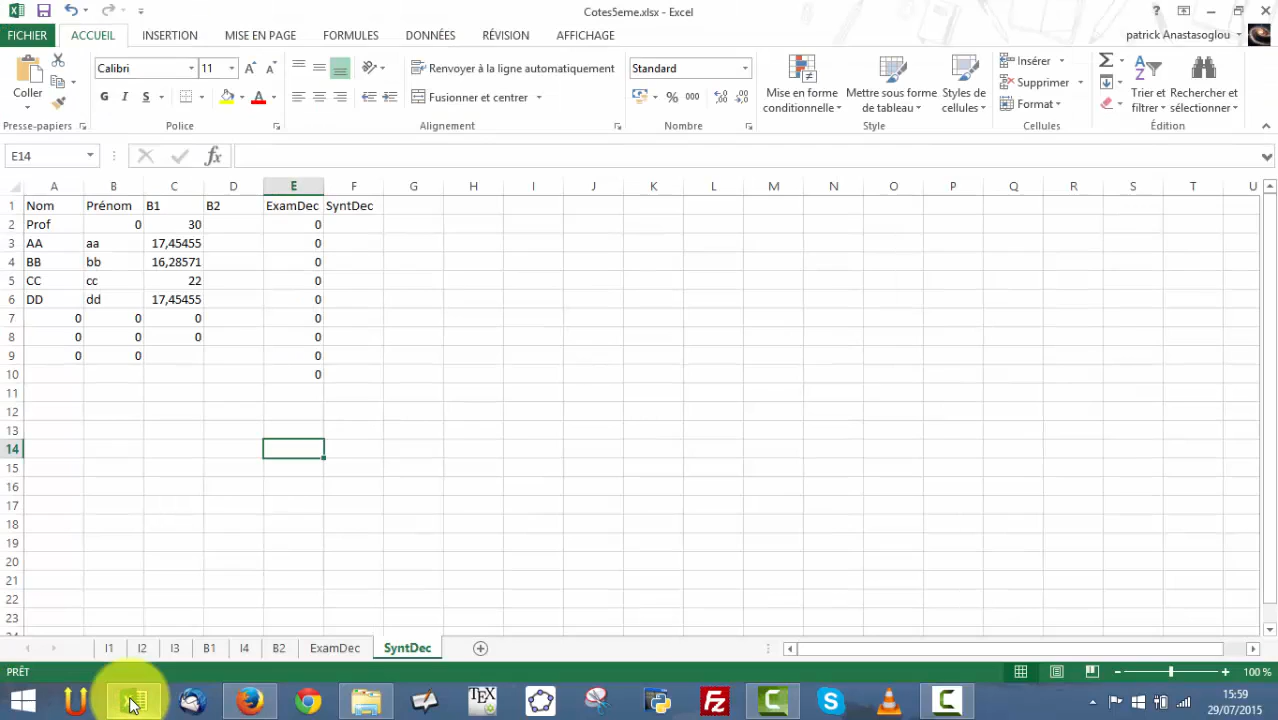 Cotes5eme.xlsx - Excel
?
FICHIER ACCUEIL INSERTION MISE EN PAGE FORMULES DONNÉES RÉVISION AFFICHAGE patrick Anastasoglou
Coller
Presse-papiers
Calibri 11
G I S
Police
Renvoyer à la ligne automatiquement
Fusionner et centrer
Alignement
Standard
% 000
Nombre
Mise en forme conditionnelle
Mettre sous forme de tableau
Styles de cellules
Style
Insérer
Supprimer
Format
Cellules
Trier et filtrer
Rechercher et sélectionner
Édition
E14 fx
A B C D E F G H I J K L M N O P Q R S T U
1 Nom Prénom B1 B2 ExamDec SyntDec
2 Prof 0 30 0
3 AA aa 17,45455 0
4 BB bb 16,28571 0
5 CC cc 22 0
6 DD dd 17,45455 0
7 0 0 0 0
8 0 0 0 0
9 0 0 0
10 0
11
12
13
14
15
16
17
18
19
20
21
22
23
I1 I2 I3 B1 I4 B2 ExamDec SyntDec
PRÊT 100 %
TEX
15:59
29/07/2015